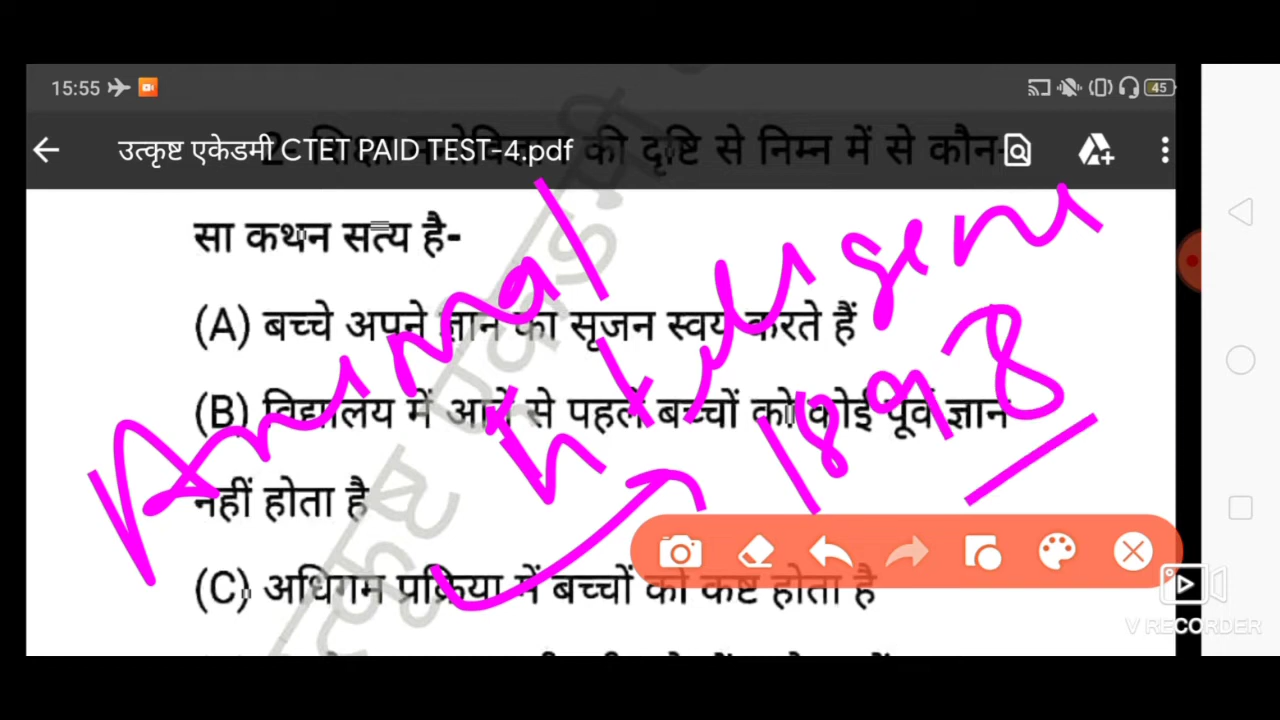 15:55
45
उत्कृष्ट एकेडमी CTET PAID TEST-4.pdf
की दृष्टि से निम्न में से कौन-
सा कथन सत्य है-
(A) बच्चे अपने ज्ञान का सृजन स्वयं करते हैं
(B) विद्यालय में आने से पहले बच्चों को कोई पूर्व ज्ञान
नहीं होता है
(C) अधिगम प्रक्रिया में बच्चों को कष्ट होता है
Animal
1898
V RECORDER